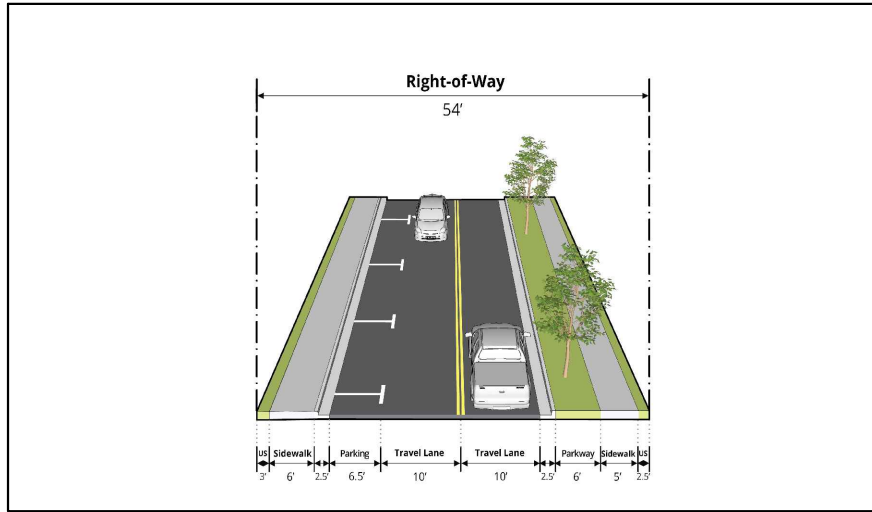 Right-of-Way
54'
US Sidewalk Parking Travel Lane Travel Lane Parkway Sidewalk US
3' 6' 2.5' 6.5' 10' 10' 2.5' 6' 5' 2.5'